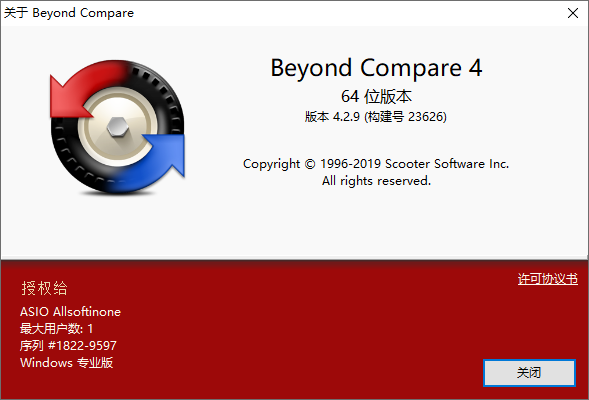 关于 Beyond Compare
Beyond Compare 4
64 位版本
版本 4.2.9 (构建号 23626)
Copyright © 1996-2019 Scooter Software Inc.
All rights reserved.
许可协议书
授权给
ASIO Allsoftinone
最大用户数: 1
序列 #1822-9597
Windows 专业版
关闭